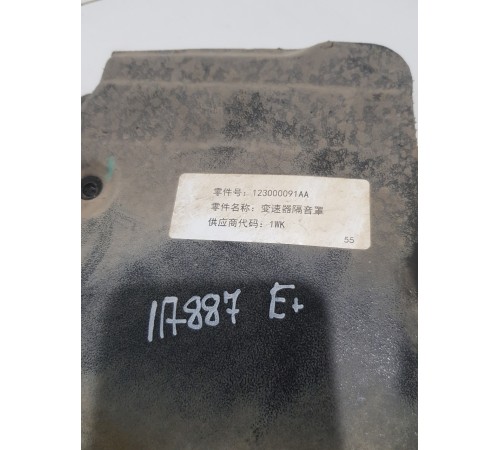 零件号：123000091AA
零件名称：变速器隔音罩
供应商代码：1WK
55
1A887 E+